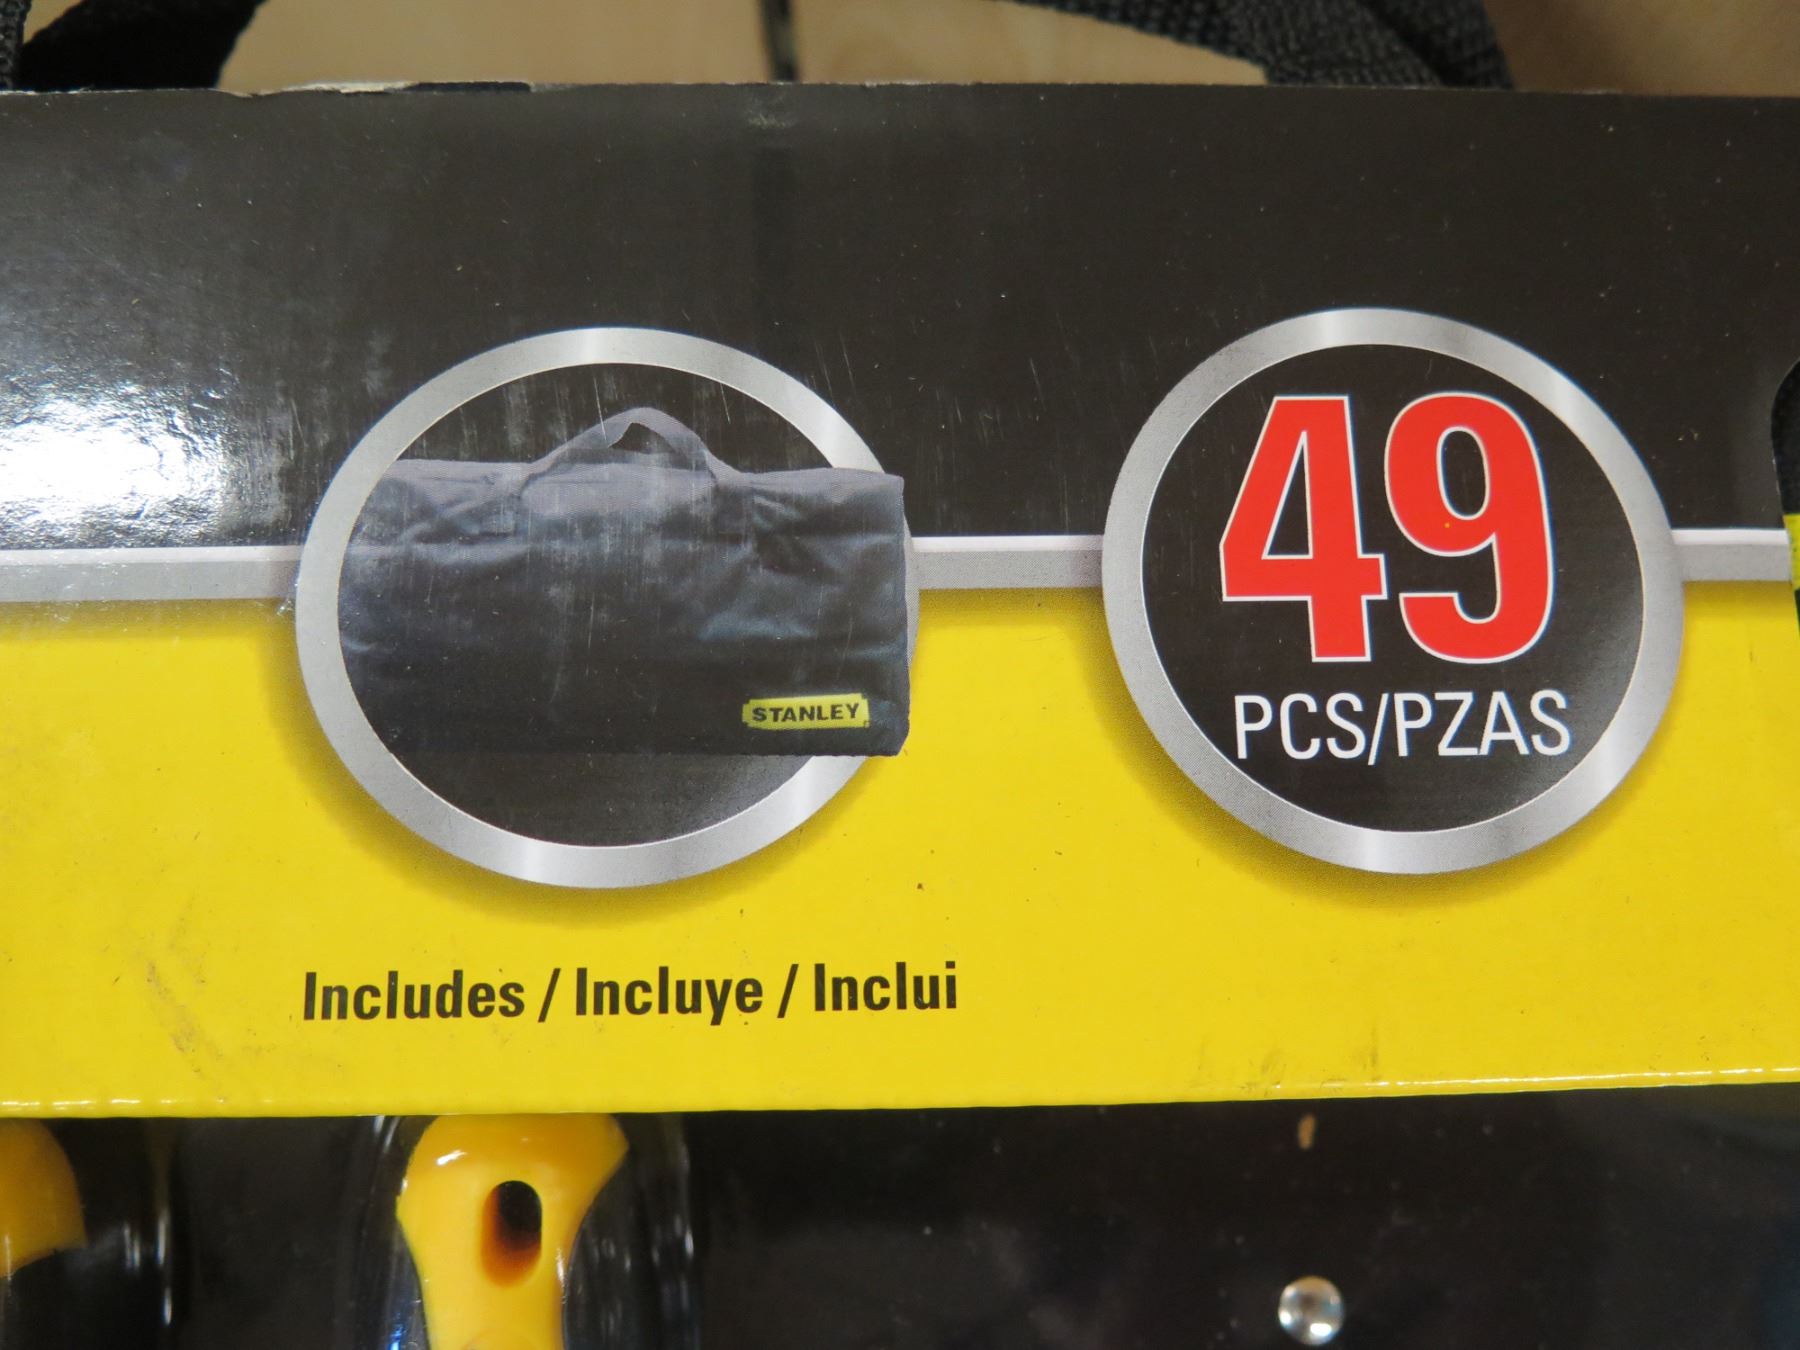 STANLEY
49
PCS/PZAS
Includes / Incluye / Inclui